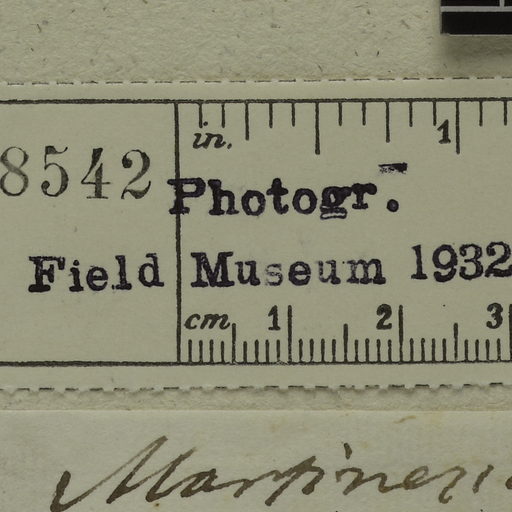 in. 1
8542
Photogr.
Field Museum 1932
cm 1 2 3